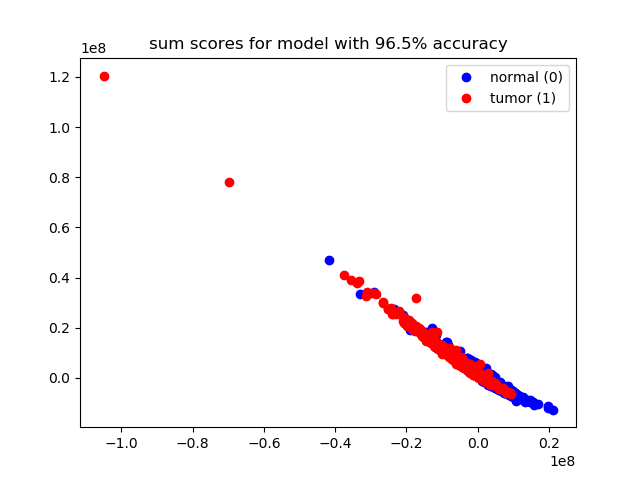 sum scores for model with 96.5% accuracy
1e8
normal (0)
tumor (1)
1.2
1.0
0.8
0.6
0.4
0.2
0.0
−1.0 −0.8 −0.6 −0.4 −0.2 0.0 0.2
1e8